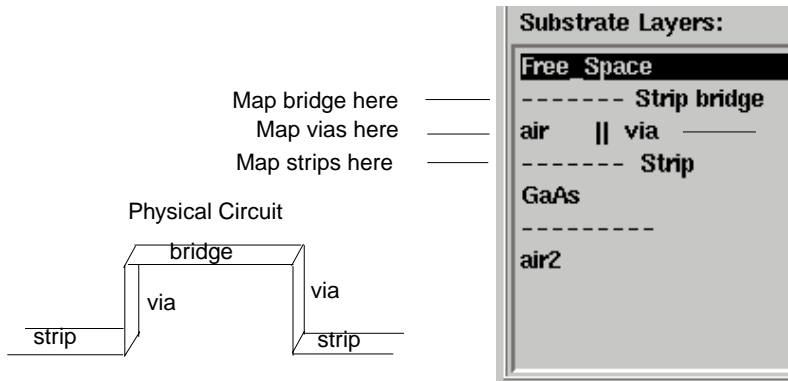 Substrate Layers:
Free_Space
Map bridge here
------- Strip bridge
Map vias here
air || via
Map strips here
------- Strip
GaAs
---------
air2
Physical Circuit
bridge
via
via
strip
strip